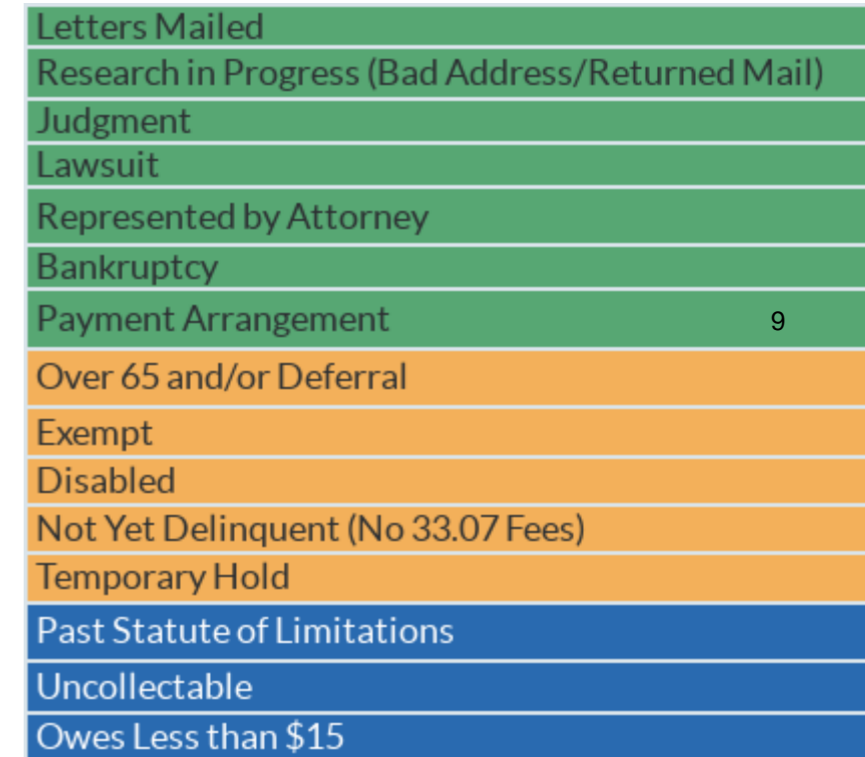 Letters Mailed
Research in Progress (Bad Address/Returned Mail)
Judgment
Lawsuit
Represented by Attorney
Bankruptcy
Payment Arrangement 9
Over 65 and/or Deferral
Exempt
Disabled
Not Yet Delinquent (No 33.07 Fees)
Temporary Hold
Past Statute of Limitations
Uncollectable
Owes Less than $15